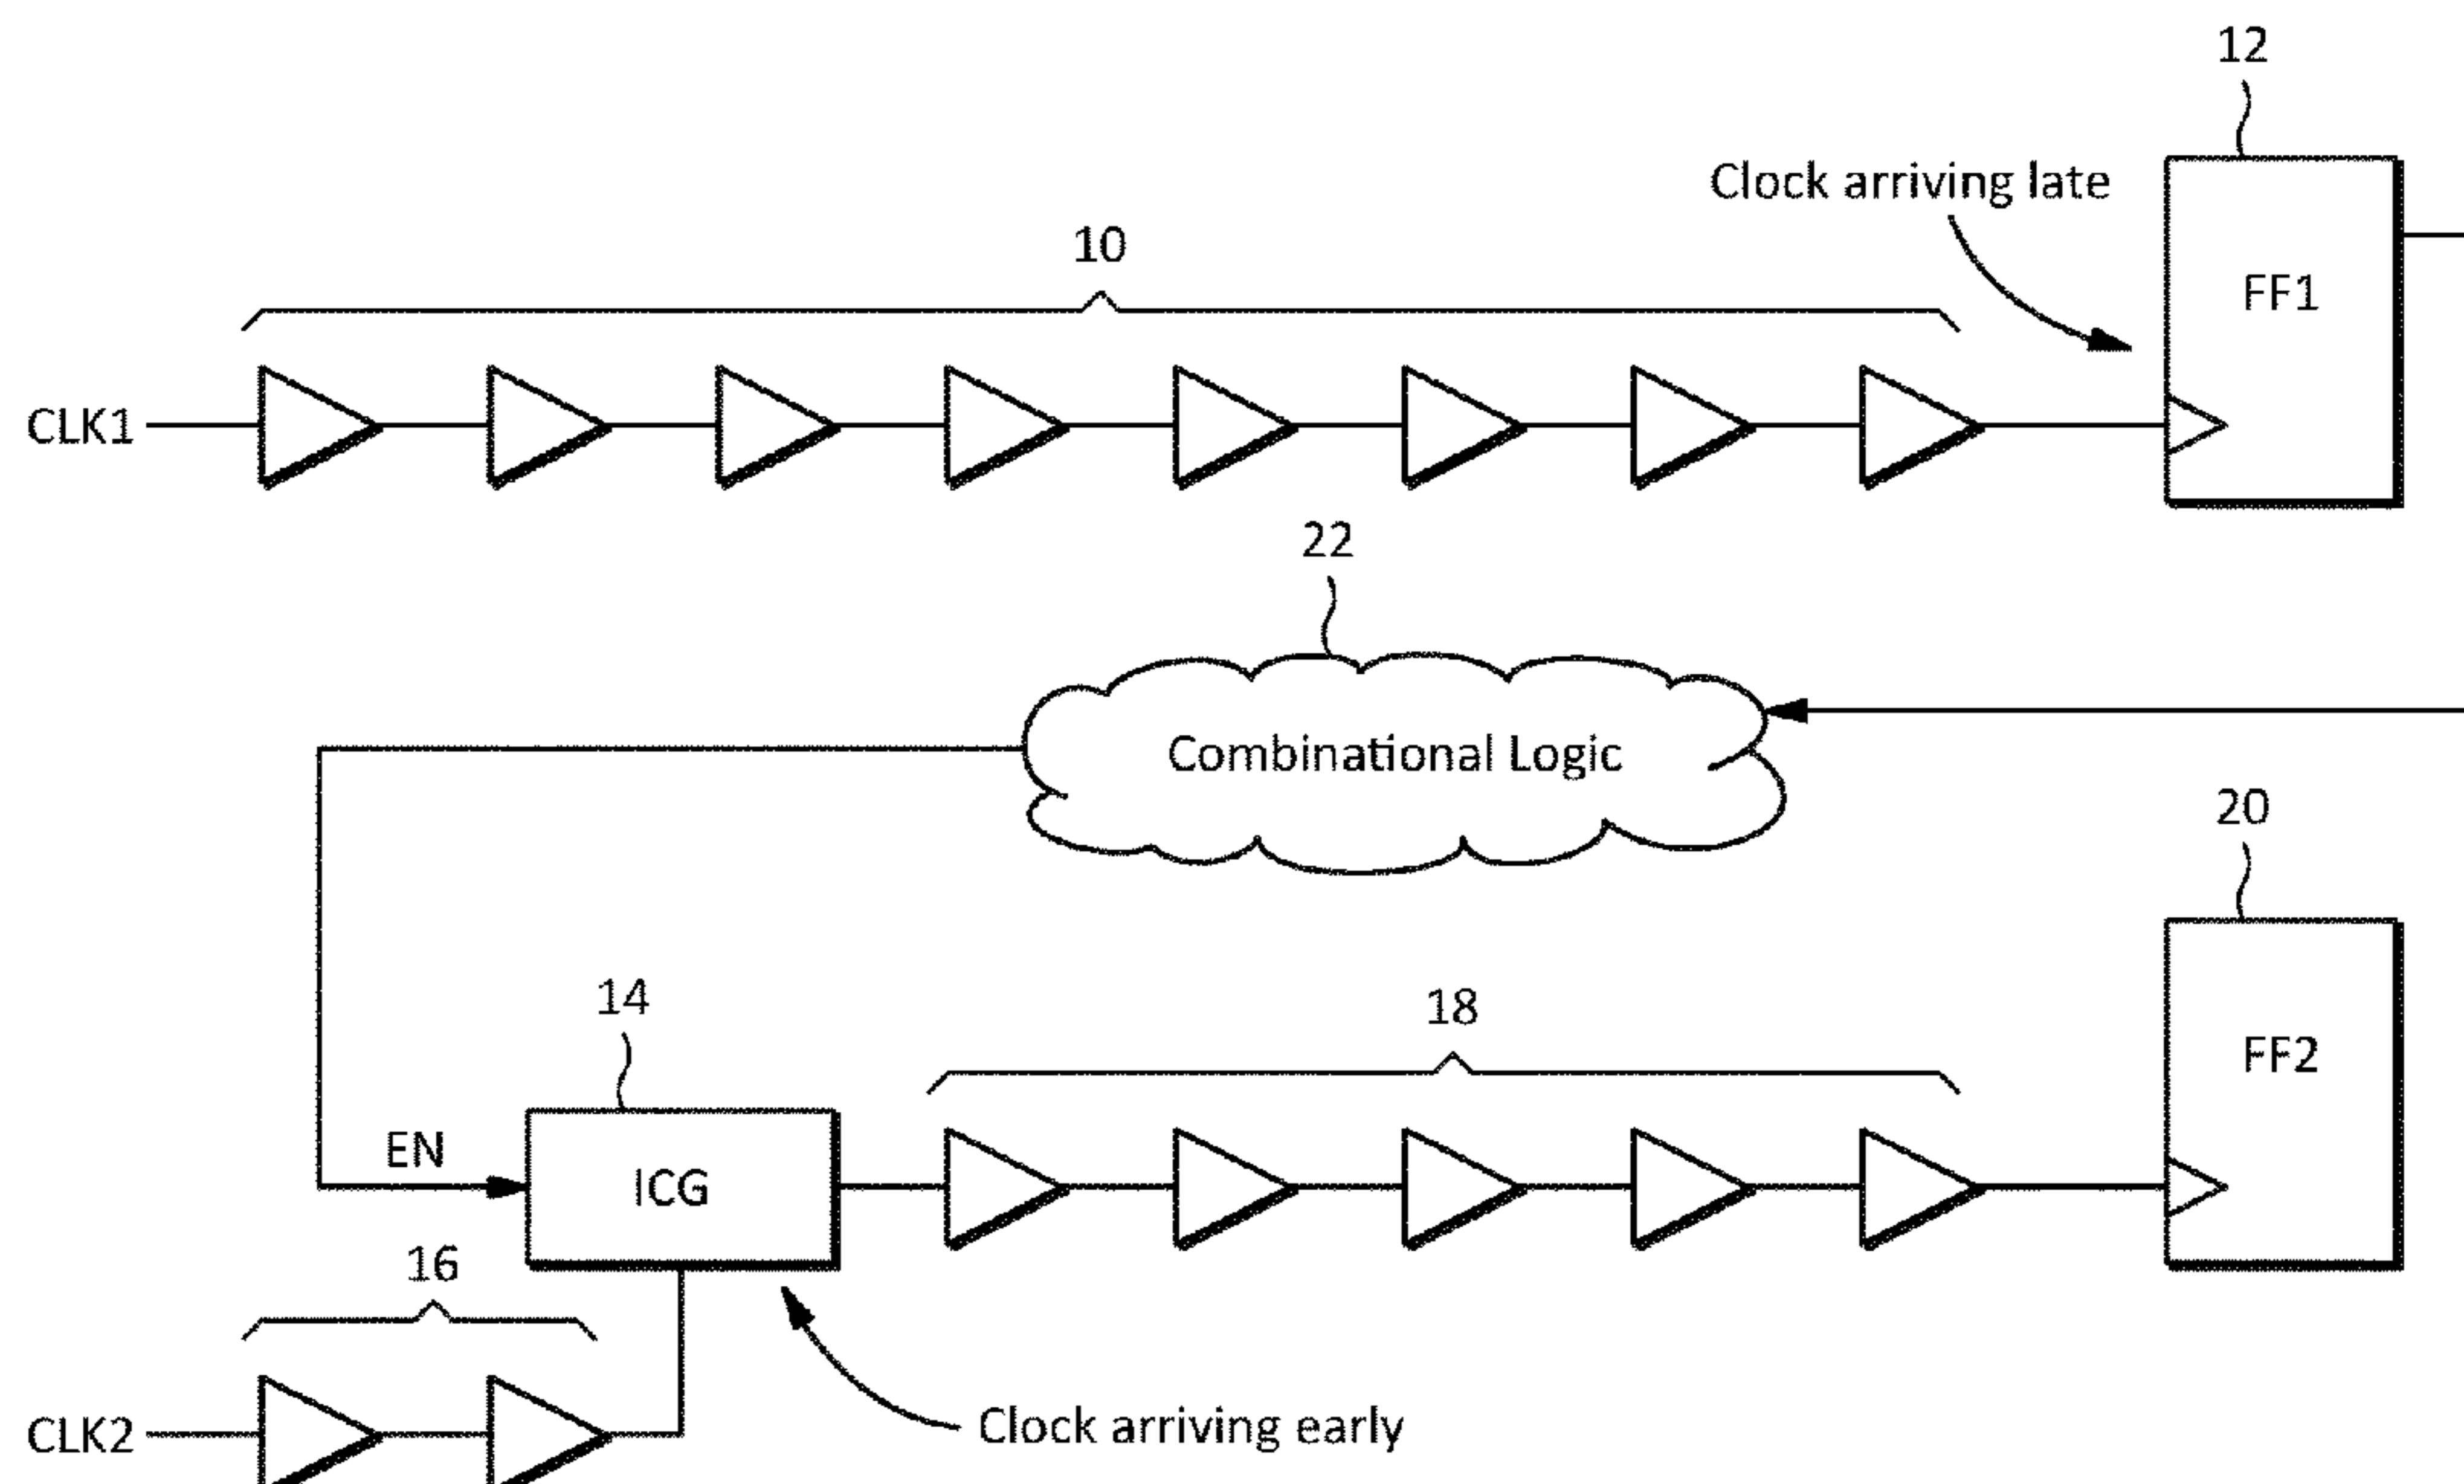 12
Clock arriving late
10
FF1
CLK1
22
Combinational Logic
20
14
18
FF2
EN
ICG
16
CLK2
Clock arriving early